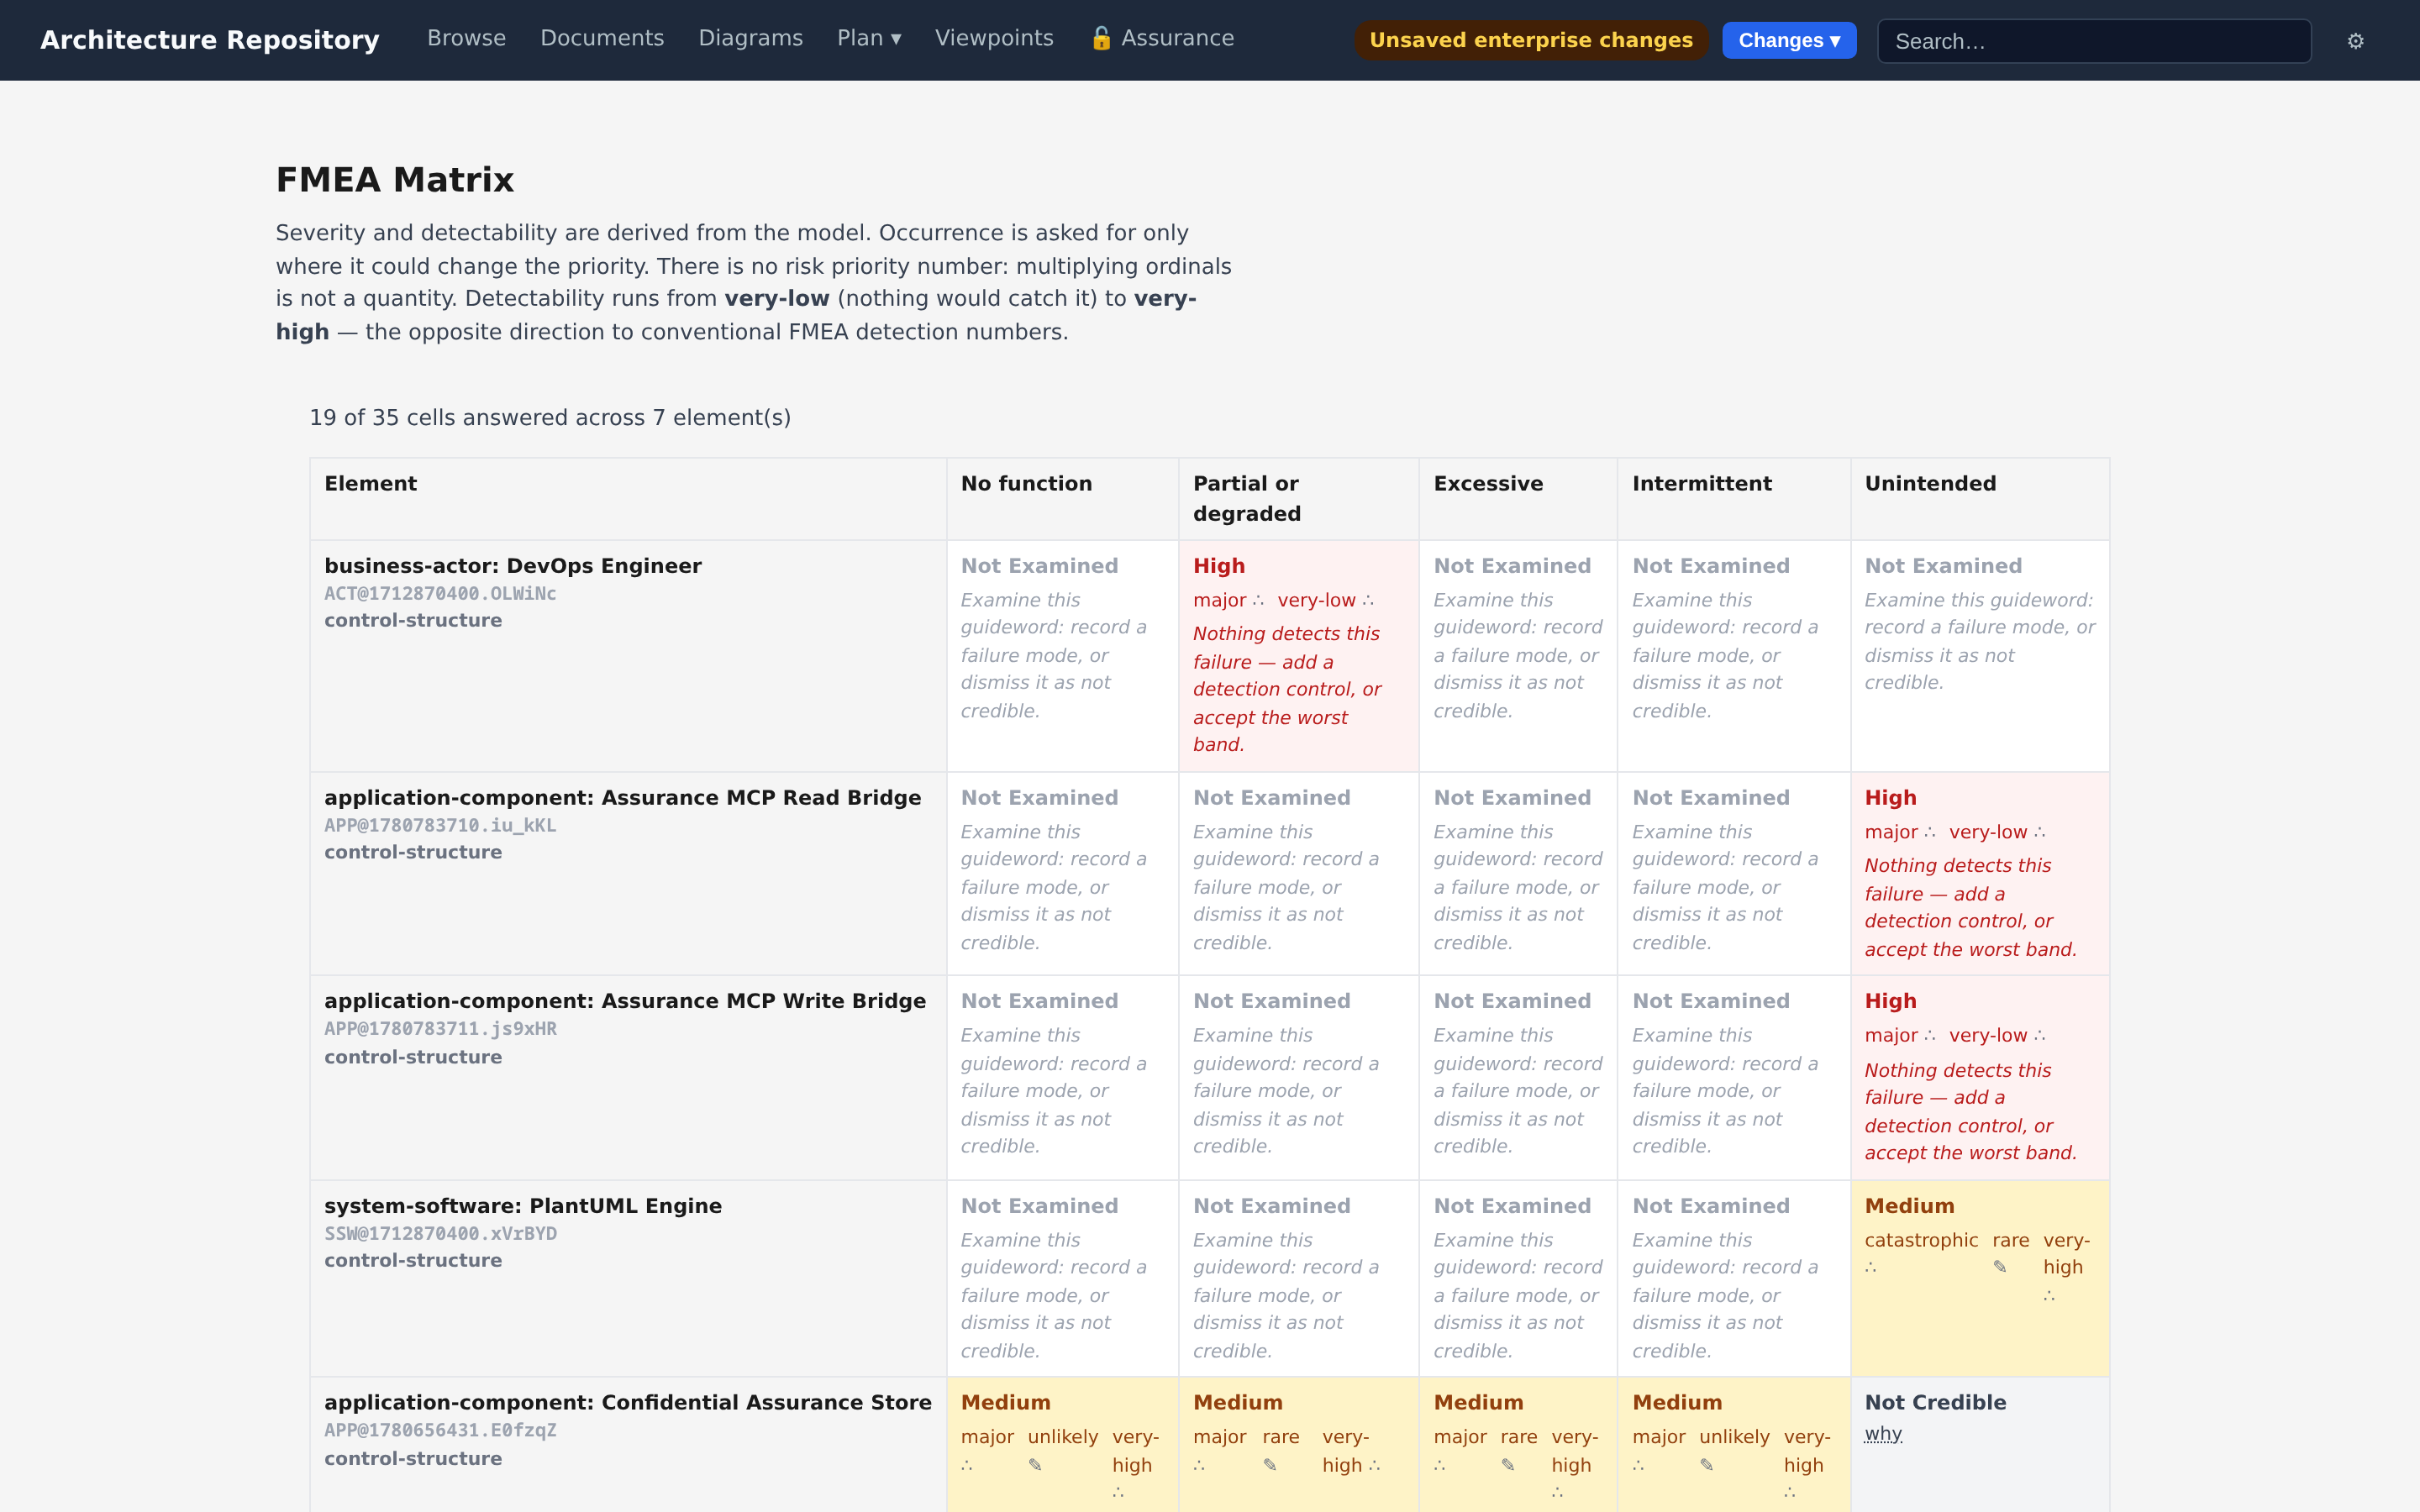 Architecture Repository Browse Documents Diagrams Plan ▾ Viewpoints 🔓 Assurance Unsaved enterprise changes Changes ▾ Search… ⚙
FMEA Matrix
Severity and detectability are derived from the model. Occurrence is asked for only
where it could change the priority. There is no risk priority number: multiplying ordinals
is not a quantity. Detectability runs from very-low (nothing would catch it) to very-
high — the opposite direction to conventional FMEA detection numbers.
19 of 35 cells answered across 7 element(s)
Element
No function
Partial or
degraded
Excessive
Intermittent
Unintended
business-actor: DevOps Engineer
ACT@1712870400.OLWiNc
control-structure
Not Examined
Examine this
guideword: record a
failure mode, or
dismiss it as not
credible.
High
major ∴ very-low ∴
Nothing detects this
failure — add a
detection control, or
accept the worst
band.
Not Examined
Examine this
guideword: record
a failure mode, or
dismiss it as not
credible.
Not Examined
Examine this
guideword: record a
failure mode, or
dismiss it as not
credible.
Not Examined
Examine this guideword:
record a failure mode, or
dismiss it as not
credible.
application-component: Assurance MCP Read Bridge
APP@1780783710.iu_kKL
control-structure
Not Examined
Examine this
guideword: record a
failure mode, or
dismiss it as not
credible.
Not Examined
Examine this
guideword: record a
failure mode, or
dismiss it as not
credible.
Not Examined
Examine this
guideword: record
a failure mode, or
dismiss it as not
credible.
Not Examined
Examine this
guideword: record a
failure mode, or
dismiss it as not
credible.
High
major ∴ very-low ∴
Nothing detects this
failure — add a
detection control, or
accept the worst band.
application-component: Assurance MCP Write Bridge
APP@1780783711.js9xHR
control-structure
Not Examined
Examine this
guideword: record a
failure mode, or
dismiss it as not
credible.
Not Examined
Examine this
guideword: record a
failure mode, or
dismiss it as not
credible.
Not Examined
Examine this
guideword: record
a failure mode, or
dismiss it as not
credible.
Not Examined
Examine this
guideword: record a
failure mode, or
dismiss it as not
credible.
High
major ∴ very-low ∴
Nothing detects this
failure — add a
detection control, or
accept the worst band.
system-software: PlantUML Engine
SSW@1712870400.xVrBYD
control-structure
Not Examined
Examine this
guideword: record a
failure mode, or
dismiss it as not
credible.
Not Examined
Examine this
guideword: record a
failure mode, or
dismiss it as not
credible.
Not Examined
Examine this
guideword: record
a failure mode, or
dismiss it as not
credible.
Not Examined
Examine this
guideword: record a
failure mode, or
dismiss it as not
credible.
Medium
catastrophic rare very-
∴ ✎ high
∴
application-component: Confidential Assurance Store
APP@1780656431.E0fzqZ
control-structure
Medium
major unlikely very-
∴ ✎ high
∴
Medium
major rare very-
∴ ✎ high ∴
Medium
major rare very-
∴ ✎ high
∴
Medium
major unlikely very-
∴ ✎ high
∴
Not Credible
why